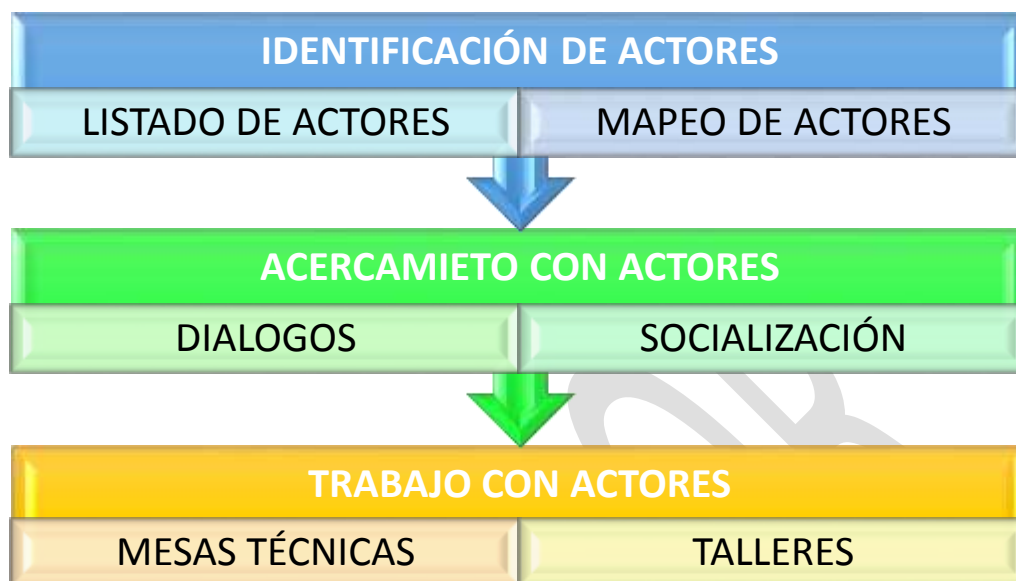 IDENTIFICACIÓN DE ACTORES
LISTADO DE ACTORES
MAPEO DE ACTORES
ACERCAMIETO CON ACTORES
DIALOGOS
SOCIALIZACIÓN
TRABAJO CON ACTORES
MESAS TÉCNICAS
TALLERES